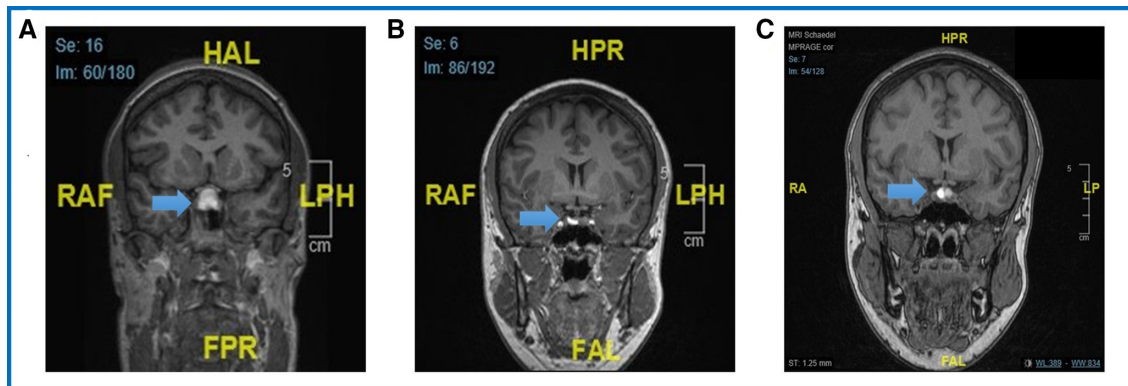 A
Se: 16
Im: 60/180
HAL
RAF
5
LPH
cm
FPR
B
Se: 6
Im: 86/192
HPR
RAF
5
LPH
cm
FAL
C
MRI Schaedel
MPRAGE cor
Se: 7
Im: 54/128
HPR
RA
5
LP
cm
ST: 1.25 mm
FAL
WL:389 - WW:834